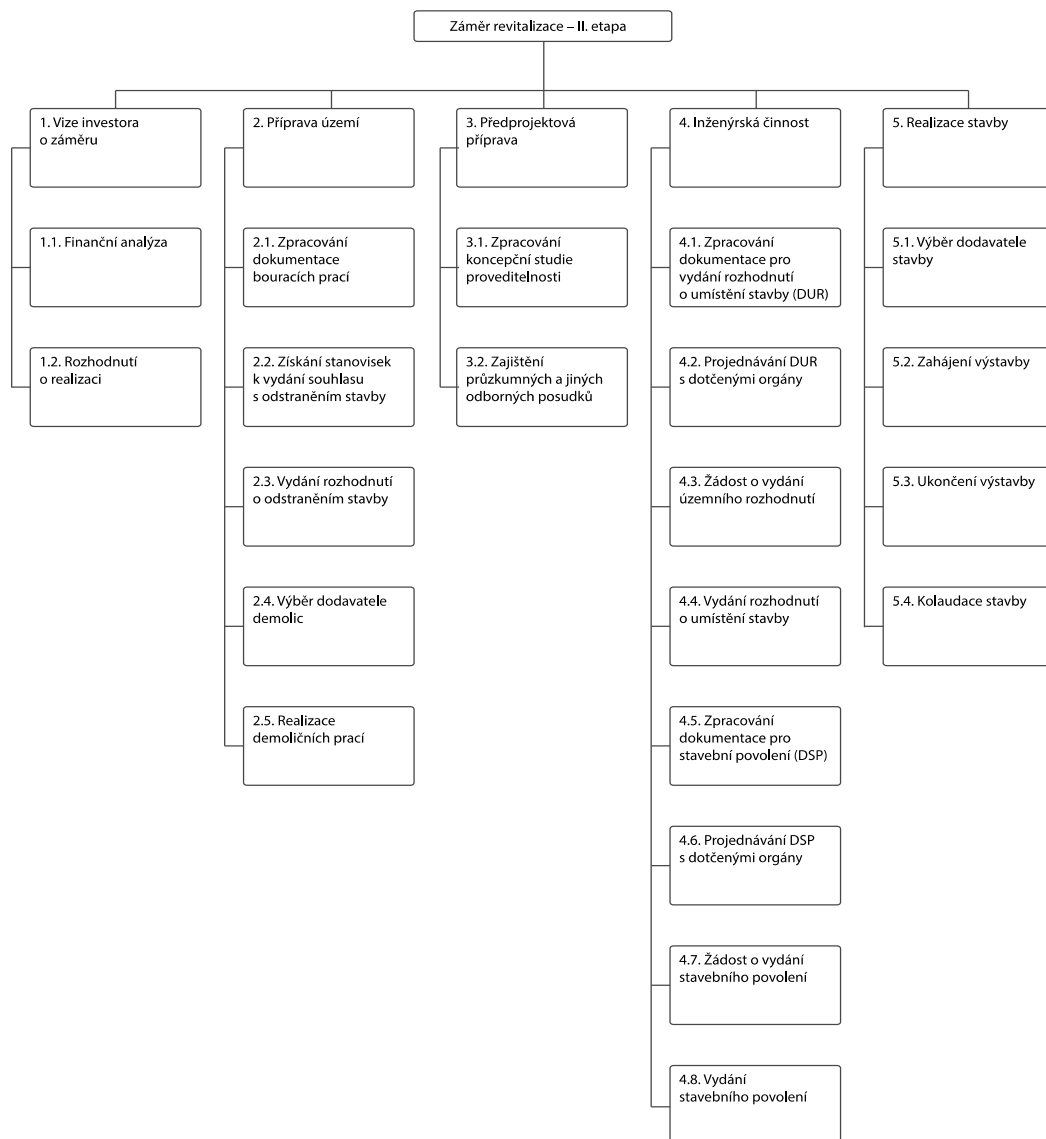 Záměr revitalizace – II. etapa
1. Vize investora
o záměru
1.1. Finanční analýza
1.2. Rozhodnutí
o realizaci
2. Příprava území
2.1. Zpracování
dokumentace
bouracích prací
2.2. Získání stanovisek
k vydání souhlasu
s odstraněním stavby
2.3. Vydání rozhodnutí
o odstraněním stavby
2.4. Výběr dodavatele
demolic
2.5. Realizace
demoličních prací
3. Předprojektová
příprava
3.1. Zpracování
koncepční studie
proveditelnosti
3.2. Zajištění
průzkumných a jiných
odborných posudků
4. Inženýrská činnost
4.1. Zpracování
dokumentace pro
vydání rozhodnutí
o umístění stavby (DUR)
4.2. Projednávání DUR
s dotčenými orgány
4.3. Žádost o vydání
územního rozhodnutí
4.4. Vydání rozhodnutí
o umístění stavby
4.5. Zpracování
dokumentace pro
stavební povolení (DSP)
4.6. Projednávání DSP
s dotčenými orgány
4.7. Žádost o vydání
stavebního povolení
4.8. Vydání
stavebního povolení
5. Realizace stavby
5.1. Výběr dodavatele
stavby
5.2. Zahájení výstavby
5.3. Ukončení výstavby
5.4. Kolaudace stavby